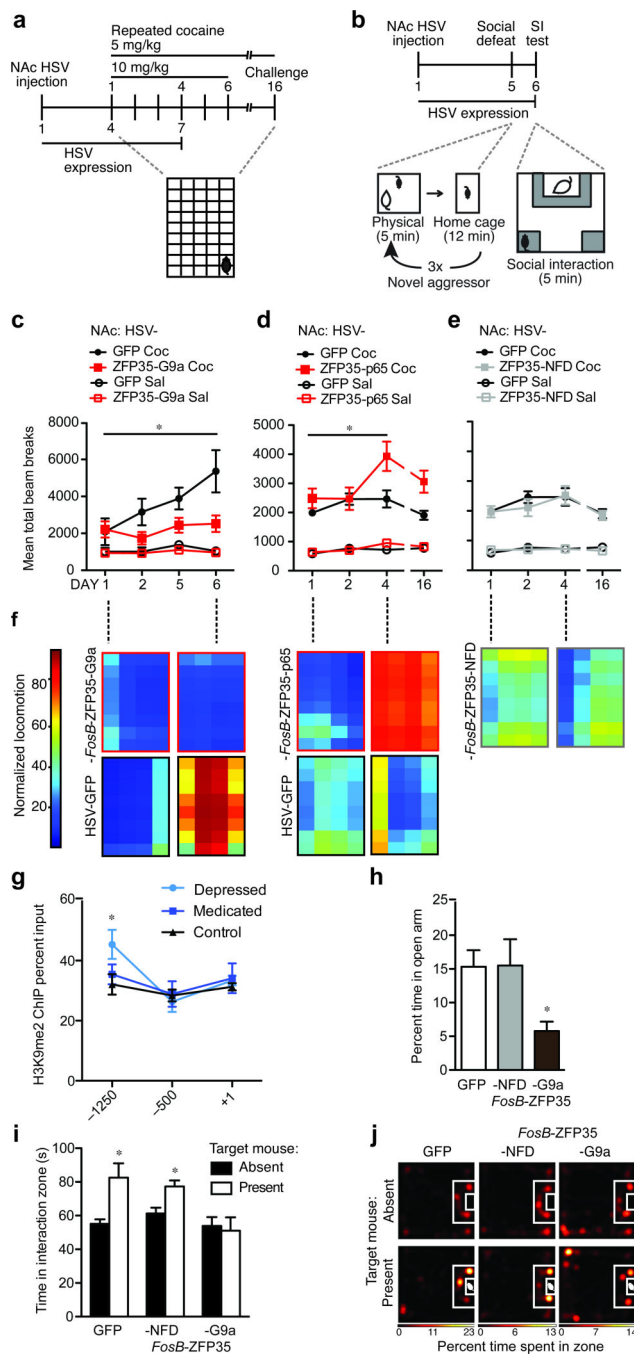 a
Repeated cocaine
5 mg/kg
NAc HSV
injection
10 mg/kg
Challenge
1 4 6 16
1 4 7
HSV
expression
b
NAc HSV
injection
Social
defeat
SI
test
1 5 6
HSV expression
Physical
(5 min)
Home cage
(12 min)
3x
Novel aggressor
Social interaction
(5 min)
c
NAc: HSV-
GFP Coc
ZFP35-G9a Coc
GFP Sal
ZFP35-G9a Sal
8000
6000
4000
2000
0
Mean total beam breaks
*
DAY 1 2 5 6
d
NAc: HSV-
GFP Coc
ZFP35-p65 Coc
GFP Sal
ZFP35-p65 Sal
5000
4000
3000
2000
1000
0
*
1 2 4 16
e
NAc: HSV-
GFP Coc
ZFP35-NFD Coc
GFP Sal
ZFP35-NFD Sal
1 2 4 16
f
Normalized locomotion
80
60
40
20
-FosB-ZFP35-G9a
HSV-GFP
-FosB-ZFP35-p65
HSV-GFP
-FosB-ZFP35-NFD
g
H3K9me2 ChIP percent input
60
40
20
0
*
Depressed
Medicated
Control
–1250 –500 +1
h
Percent time in open arm
25
20
15
10
5
0
*
GFP -NFD -G9a
FosB-ZFP35
i
Time in interaction zone (s)
100
80
60
40
20
0
* *
Target mouse:
Absent
Present
GFP -NFD -G9a
FosB-ZFP35
j
FosB-ZFP35
GFP -NFD -G9a
Target mouse:
Absent
Present
0 11 23 0 6 13 0 7 14
Percent time spent in zone